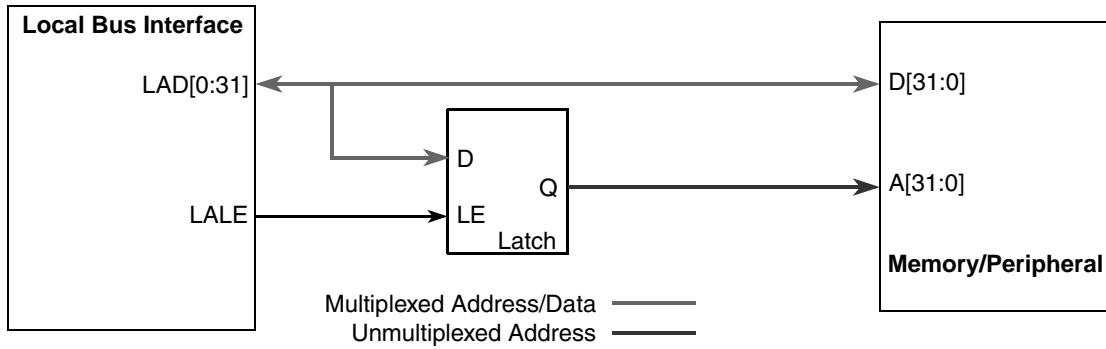 Local Bus Interface
LAD[0:31]
D[31:0]
D
Q
A[31:0]
LALE
LE
Latch
Memory/Peripheral
Multiplexed Address/Data
Unmultiplexed Address